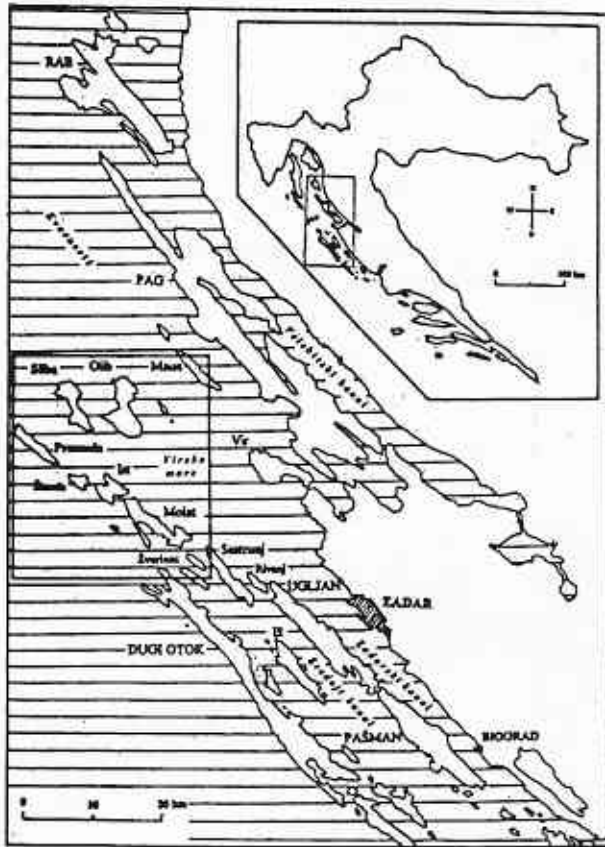 RAB
N
W
E
S
0
PAG
Velebitski kanal
Silba
Olib
Maun
Vir
Premuda
Ist
Virsko more
Škarda
Molat
Sestrunj
Zverinac
Rivanj
UGLJAN
ZADAR
IŽ
DUGI OTOK
Zadarski kanal
Srednji kanal
PAŠMAN
BIOGRAD
0
10
20 km